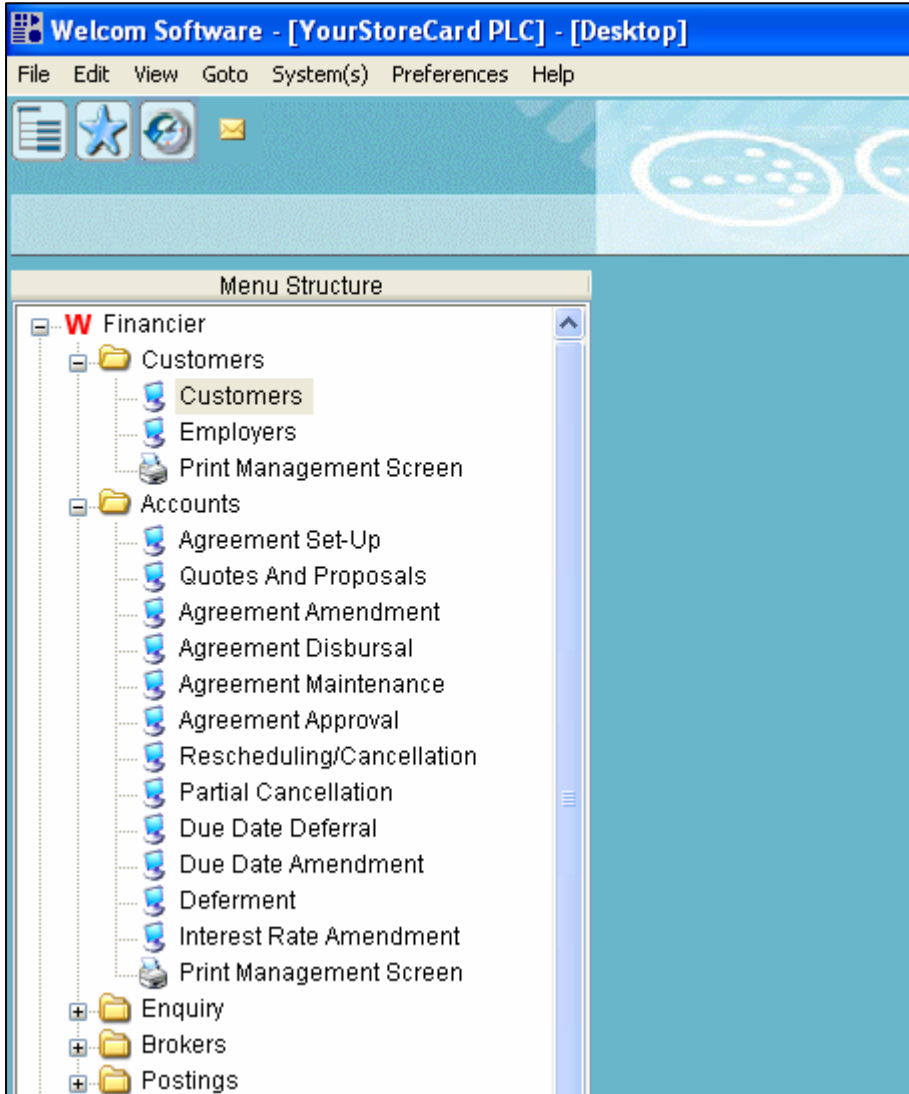 Welcom Software - [YourStoreCard PLC] - [Desktop]
File Edit View Goto System(s) Preferences Help
Menu Structure
W Financier
Customers
Customers
Employers
Print Management Screen
Accounts
Agreement Set-Up
Quotes And Proposals
Agreement Amendment
Agreement Disbursal
Agreement Maintenance
Agreement Approval
Rescheduling/Cancellation
Partial Cancellation
Due Date Deferral
Due Date Amendment
Deferment
Interest Rate Amendment
Print Management Screen
Enquiry
Brokers
Postings